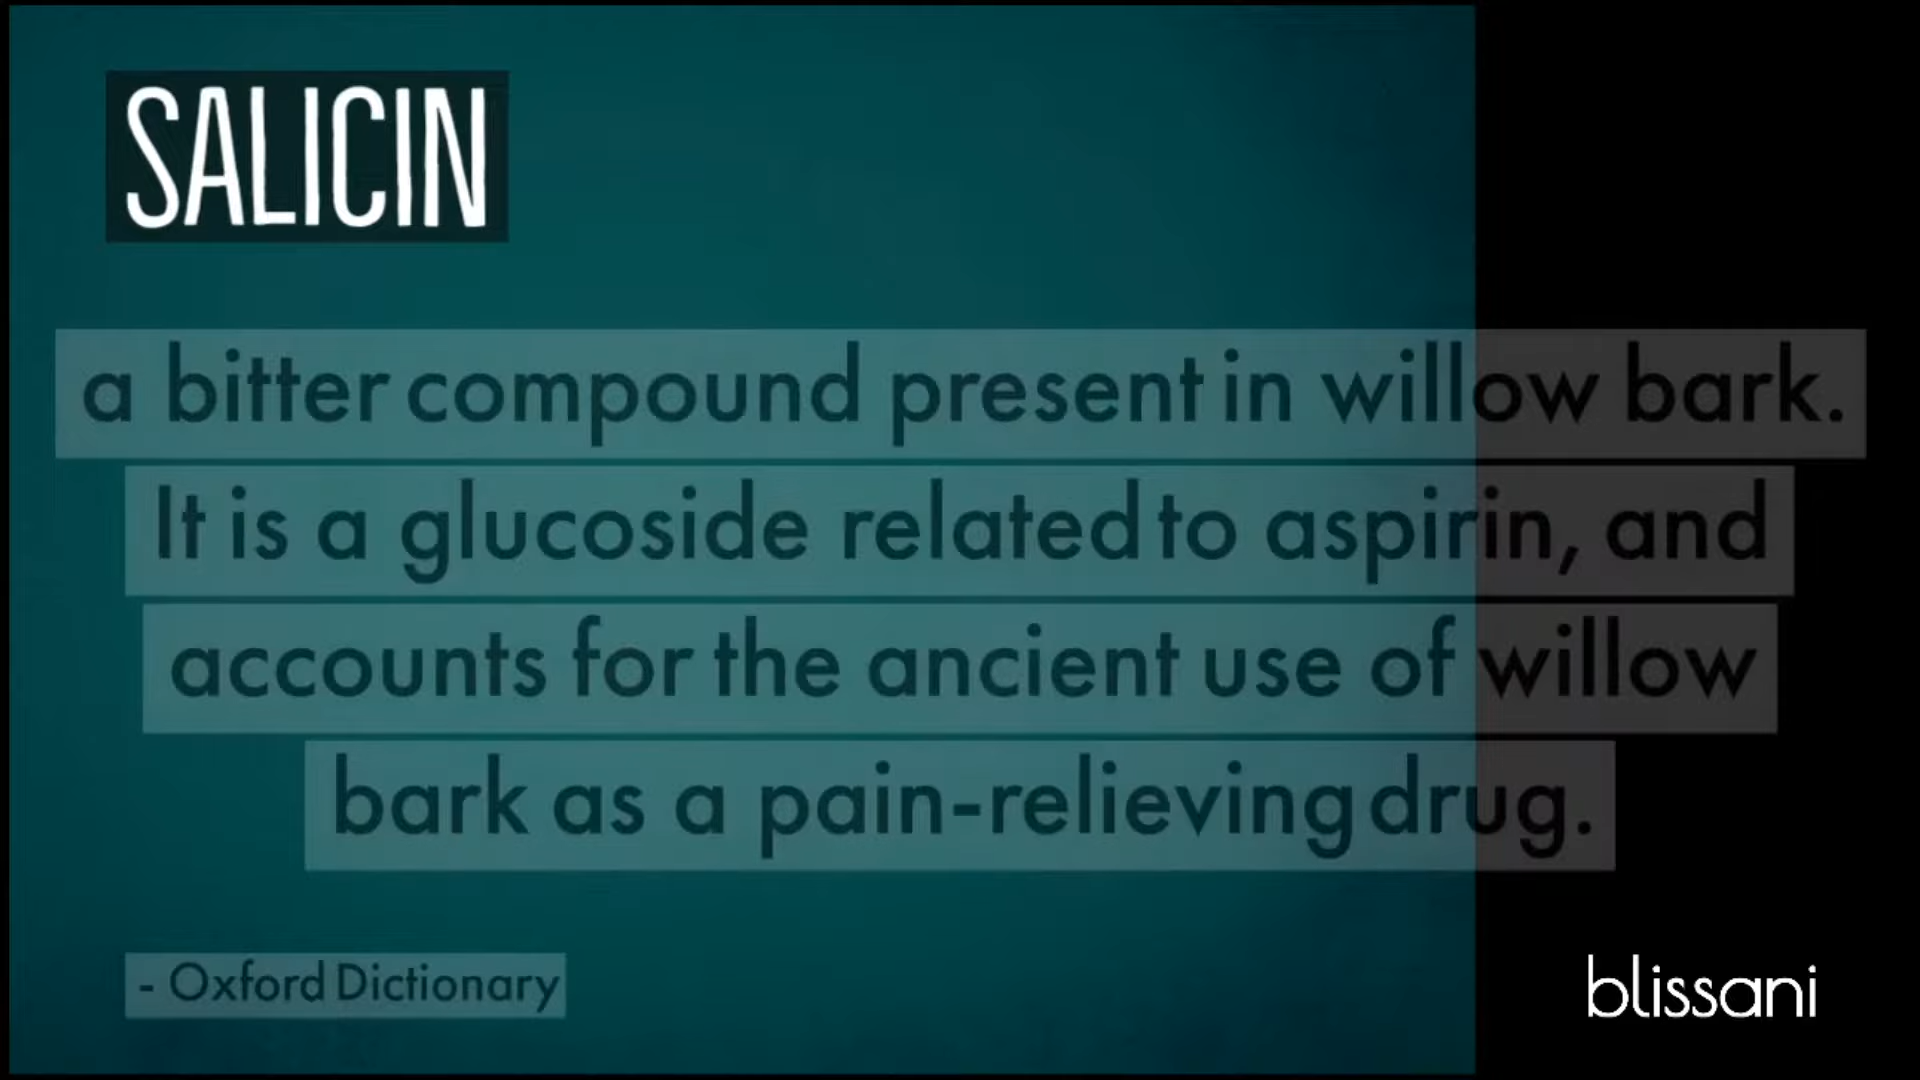 SALICIN
a bitter compound present in willow bark.
It is a glucoside related to aspirin, and
accounts for the ancient use of willow
bark as a pain-relieving drug.
- Oxford Dictionary
blissani